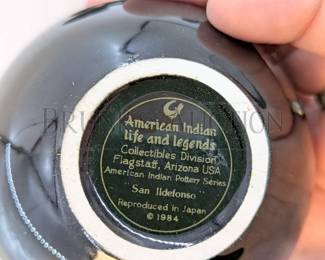 American Indian
life and legends
Collectibles Division
Flagstaff, Arizona USA
American Indian Pottery Series
San Ildefonso
Reproduced in Japan
© 1984